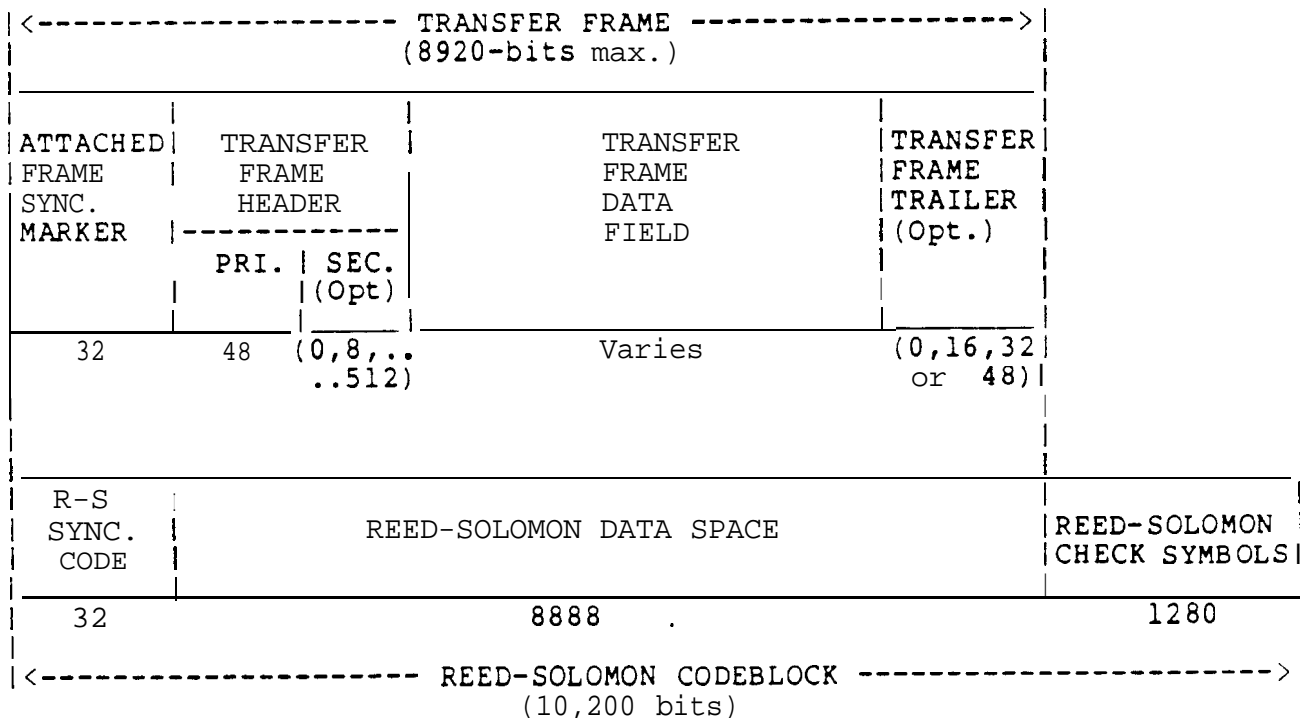 |<-------------------- TRANSFER FRAME ------------------->|
(8920-bits max.)
ATTACHED TRANSFER TRANSFER TRANSFER
FRAME FRAME FRAME FRAME
SYNC. HEADER DATA TRAILER
MARKER |------------ FIELD (Opt.)
PRI. | SEC.
(Opt)
32 48 (0,8,.. Varies (0,16,32
..512) or 48)
R-S
SYNC. REED-SOLOMON DATA SPACE REED-SOLOMON
CODE CHECK SYMBOLS
32 8888 . 1280
|<--------------------- REED-SOLOMON CODEBLOCK ------------------------>
(10,200 bits)